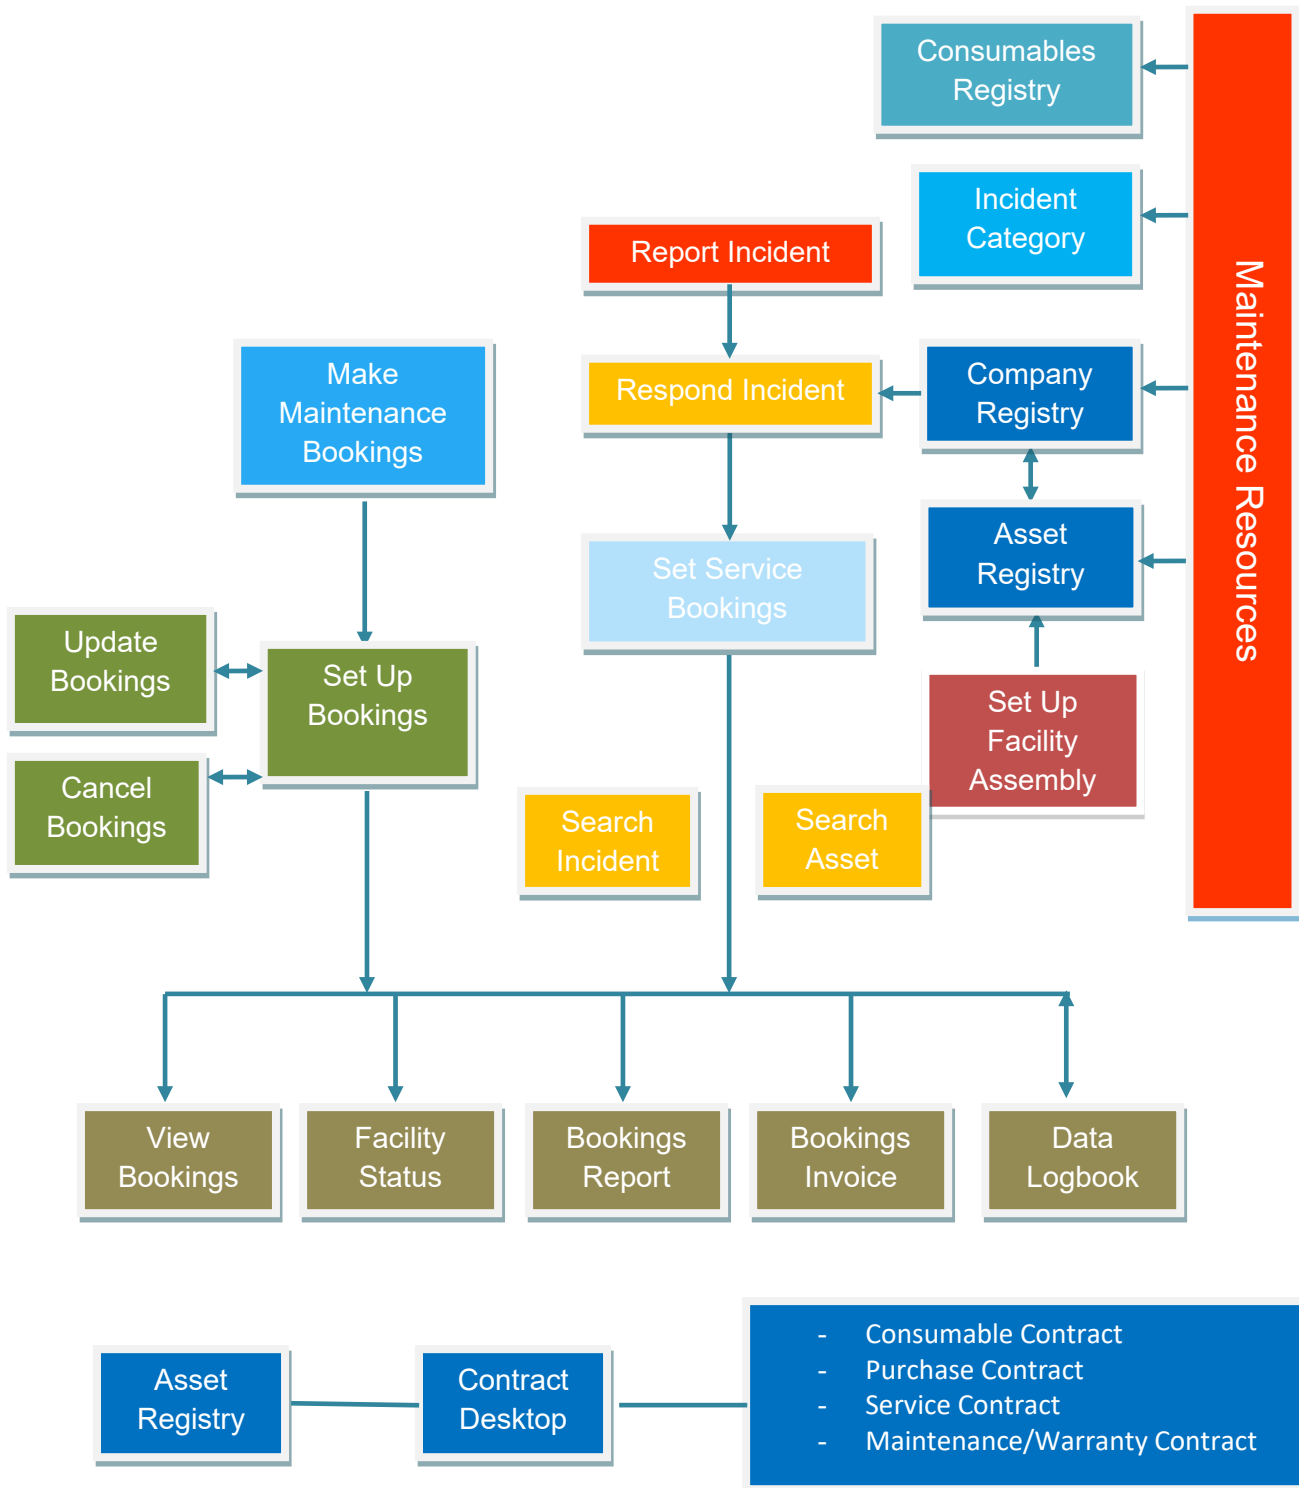 Consumables
Registry
Incident
Category
Report Incident
Maintenance Resources
Make
Maintenance
Bookings
Respond Incident
Company
Registry
Set Service
Bookings
Asset
Registry
Update
Bookings
Set Up
Bookings
Set Up
Facility
Assembly
Cancel
Bookings
Search
Incident
Search
Asset
View
Bookings
Facility
Status
Bookings
Report
Bookings
Invoice
Data
Logbook
Asset
Registry
Contract
Desktop
- Consumable Contract
- Purchase Contract
- Service Contract
- Maintenance/Warranty Contract